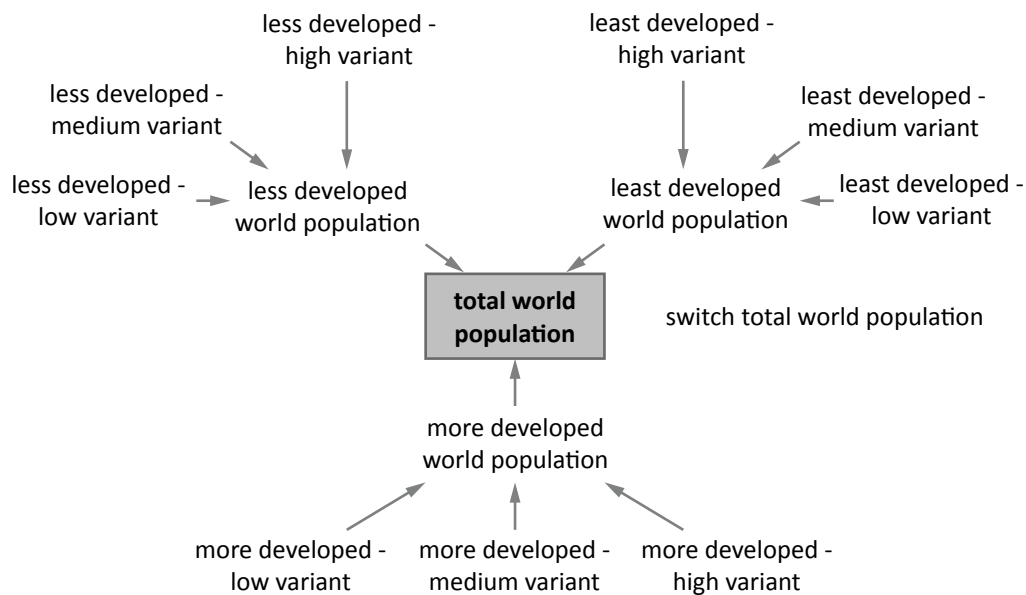 less developed -
high variant
least developed -
high variant
less developed -
medium variant
least developed -
medium variant
less developed -
low variant
less developed
world population
least developed
world population
least developed -
low variant
total world
population
switch total world population
more developed
world population
more developed -
low variant
more developed -
medium variant
more developed -
high variant